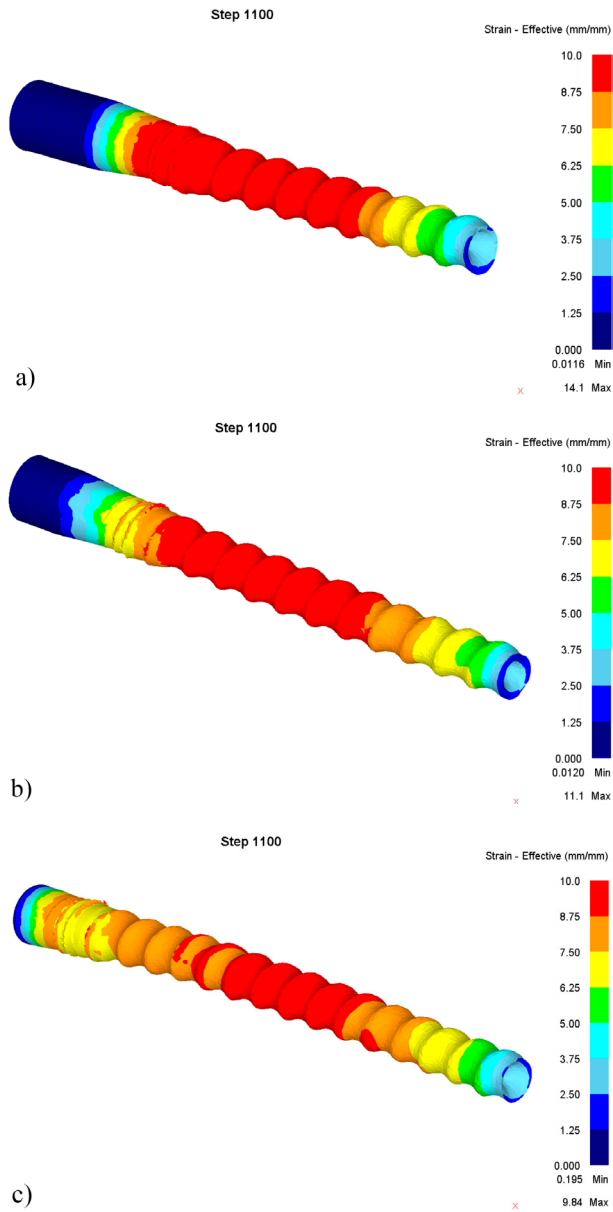 Step 1100
Strain - Effective (mm/mm)
10.0
8.75
7.50
6.25
5.00
3.75
2.50
1.25
0.000
0.0116 Min
x
14.1 Max
a)
Step 1100
Strain - Effective (mm/mm)
10.0
8.75
7.50
6.25
5.00
3.75
2.50
1.25
0.000
0.0120 Min
x
11.1 Max
b)
Step 1100
Strain - Effective (mm/mm)
10.0
8.75
7.50
6.25
5.00
3.75
2.50
1.25
0.000
0.195 Min
x
9.84 Max
c)